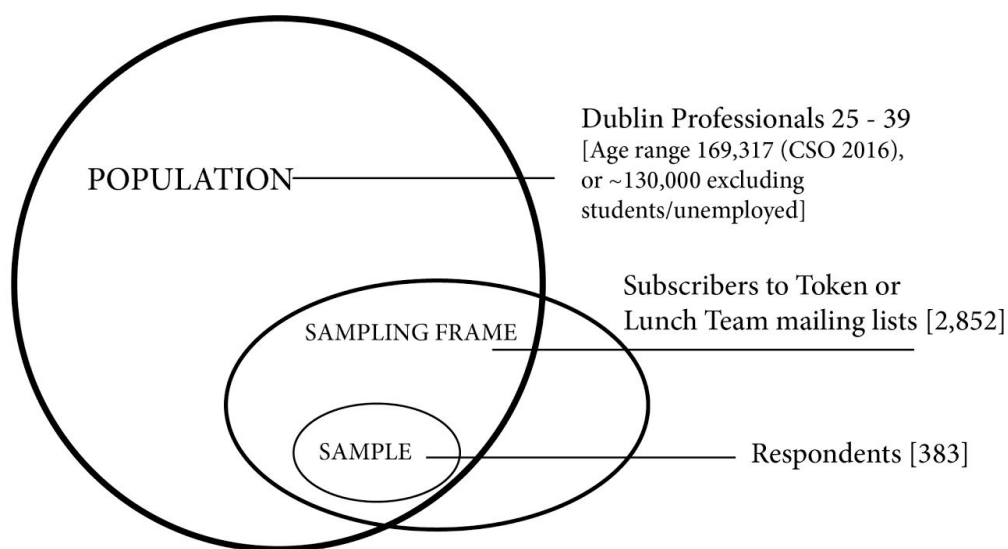 POPULATION
Dublin Professionals 25 - 39
[Age range 169,317 (CSO 2016),
or ~130,000 excluding
students/unemployed]
SAMPLING FRAME
Subscribers to Token or
Lunch Team mailing lists [2,852]
SAMPLE
Respondents [383]